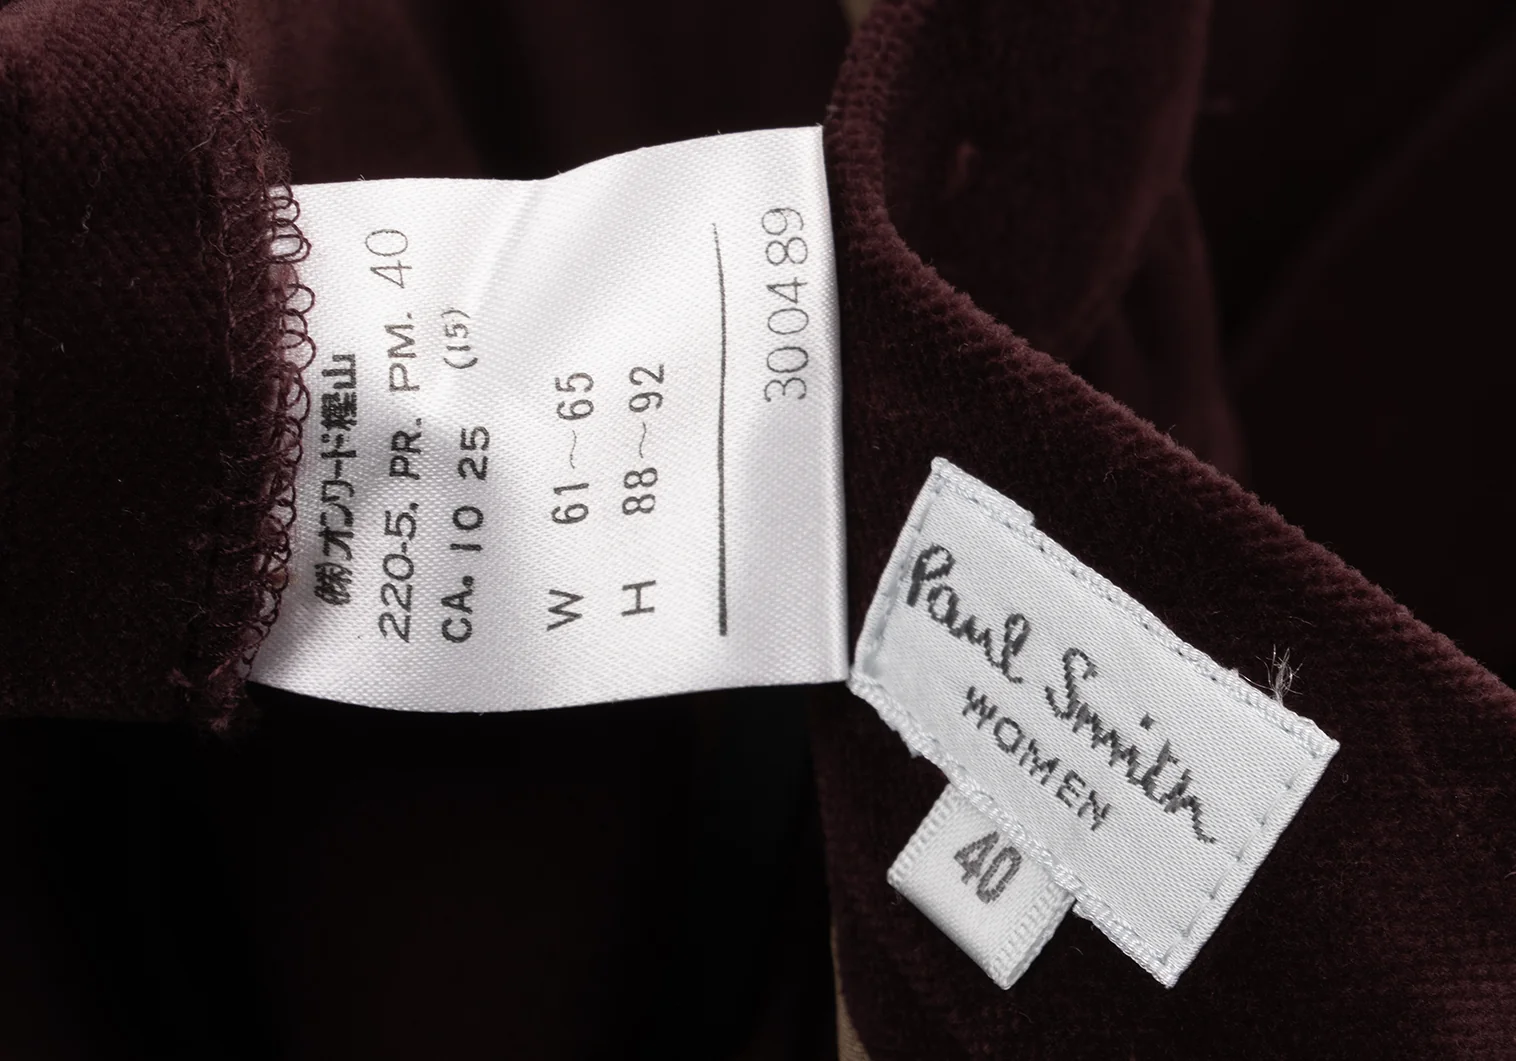 (株)オンワード樫山
220-5. PR. PM. 40
CA. 10 25 (15)
W 61~65
H 88~92
300489
Paul Smith
WOMEN
40